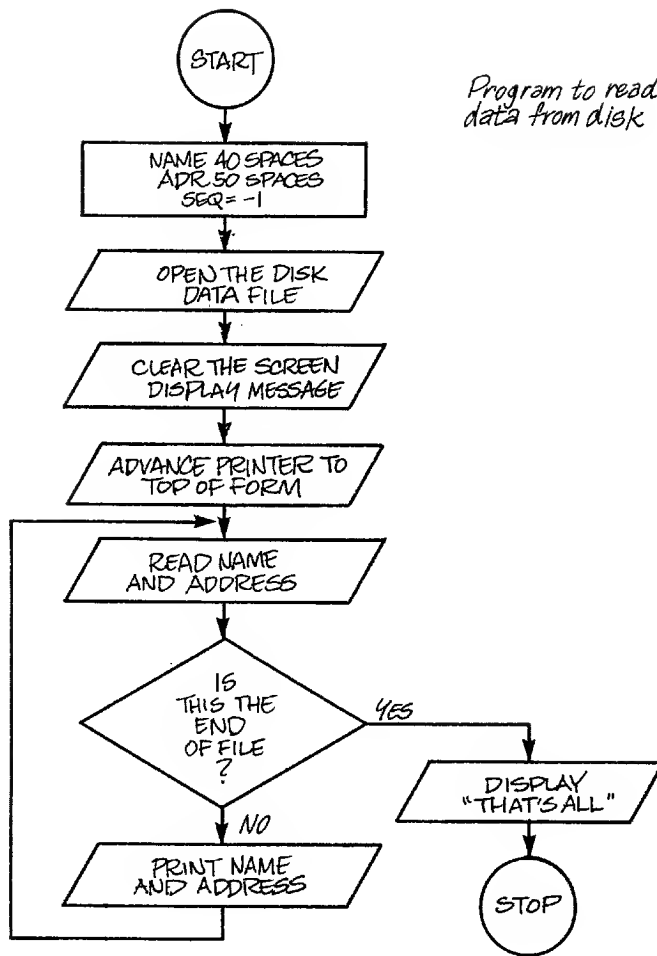 START
Program to read
data from disk
NAME 40 SPACES
ADR 50 SPACES
SEQ = -1
OPEN THE DISK
DATA FILE
CLEAR THE SCREEN
DISPLAY MESSAGE
ADVANCE PRINTER TO
TOP OF FORM
READ NAME
AND ADDRESS
IS
THIS THE
END
OF FILE
?
YES
DISPLAY
"THAT'S ALL"
NO
PRINT NAME
AND ADDRESS
STOP